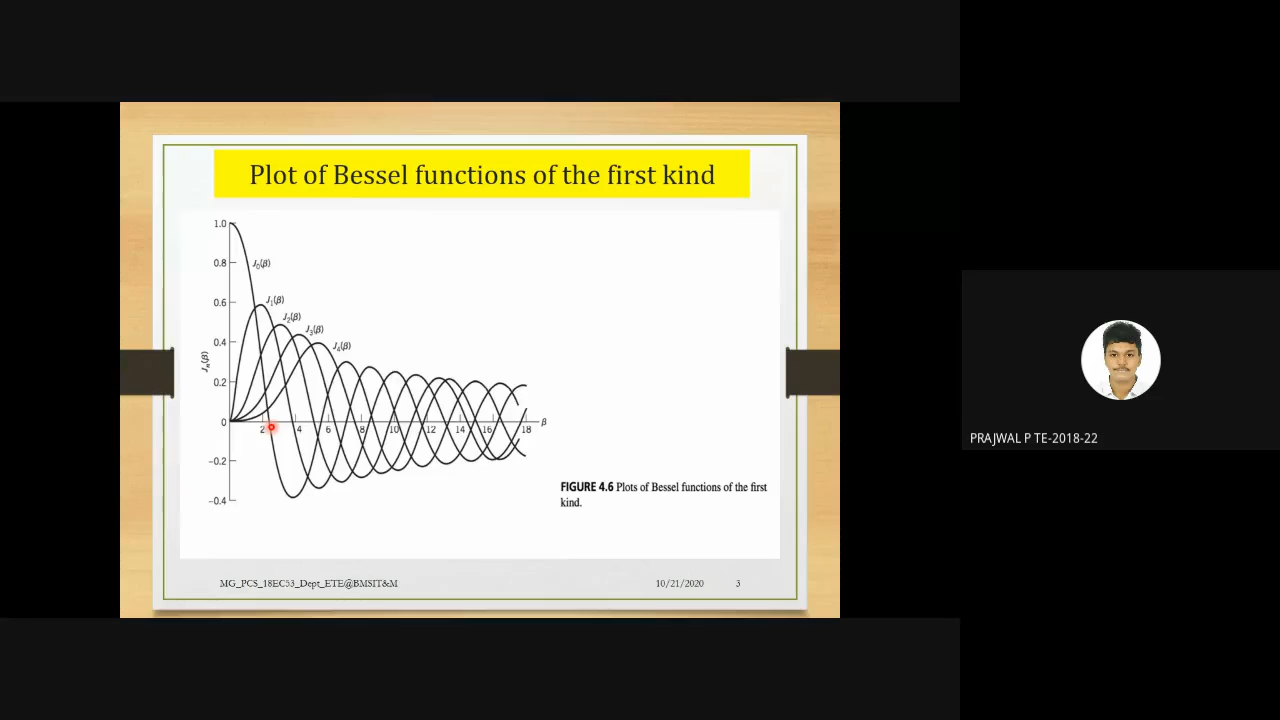 Plot of Bessel functions of the first kind
1.0
0.8
0.6
0.4
0.2
0
−0.2
−0.4
Jn(β)
J0(β)
J1(β)
J2(β)
J3(β)
J4(β)
2 4 6 8 10 12 14 16 18 β
FIGURE 4.6 Plots of Bessel functions of the first
kind.
MG_PCS_18EC53_Dept_ETE@BMSIT&M 10/21/2020 3
PRAJWAL P TE-2018-22